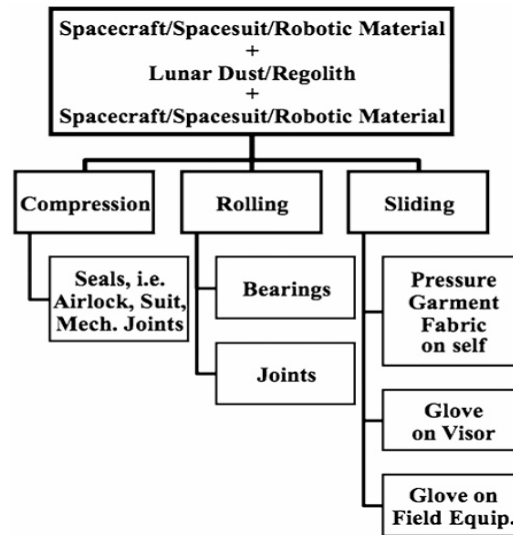 Spacecraft/Spacesuit/Robotic Material
+
Lunar Dust/Regolith
+
Spacecraft/Spacesuit/Robotic Material
Compression
Rolling
Sliding
Seals, i.e.
Airlock, Suit,
Mech. Joints
Bearings
Joints
Pressure
Garment
Fabric
on self
Glove
on Visor
Glove on
Field Equip.